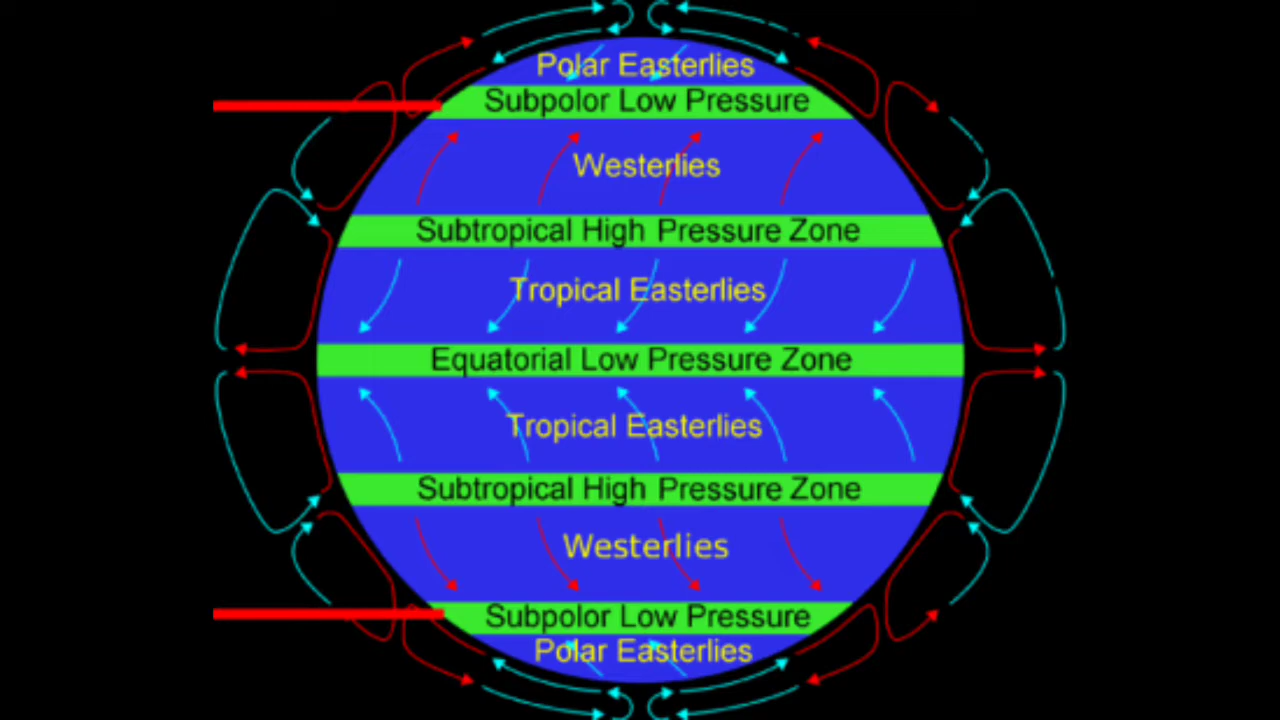 Polar Easterlies
Subpolor Low Pressure
Westerlies
Subtropical High Pressure Zone
Tropical Easterlies
Equatorial Low Pressure Zone
Tropical Easterlies
Subtropical High Pressure Zone
Westerlies
Subpolor Low Pressure
Polar Easterlies